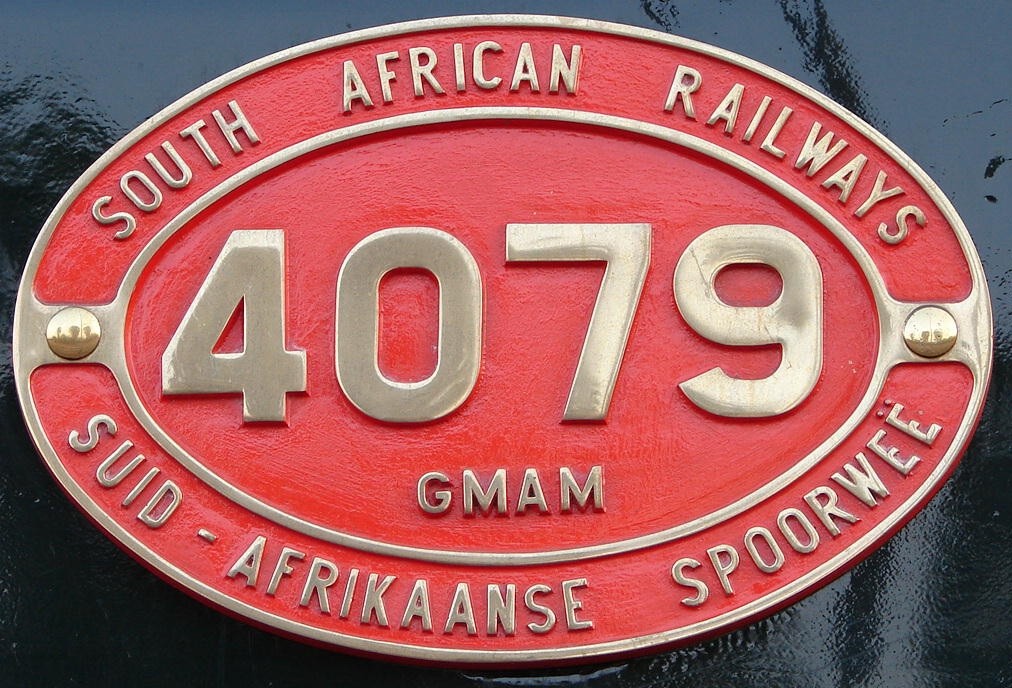 SOUTH AFRICAN RAILWAYS
4079
GMAM
SUID - AFRIKAANSE SPOORWEË